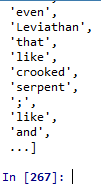 'even',
'Leviathan',
'that',
'like',
'crooked',
'serpent',
';',
'like',
'and',
...]
In [267]: